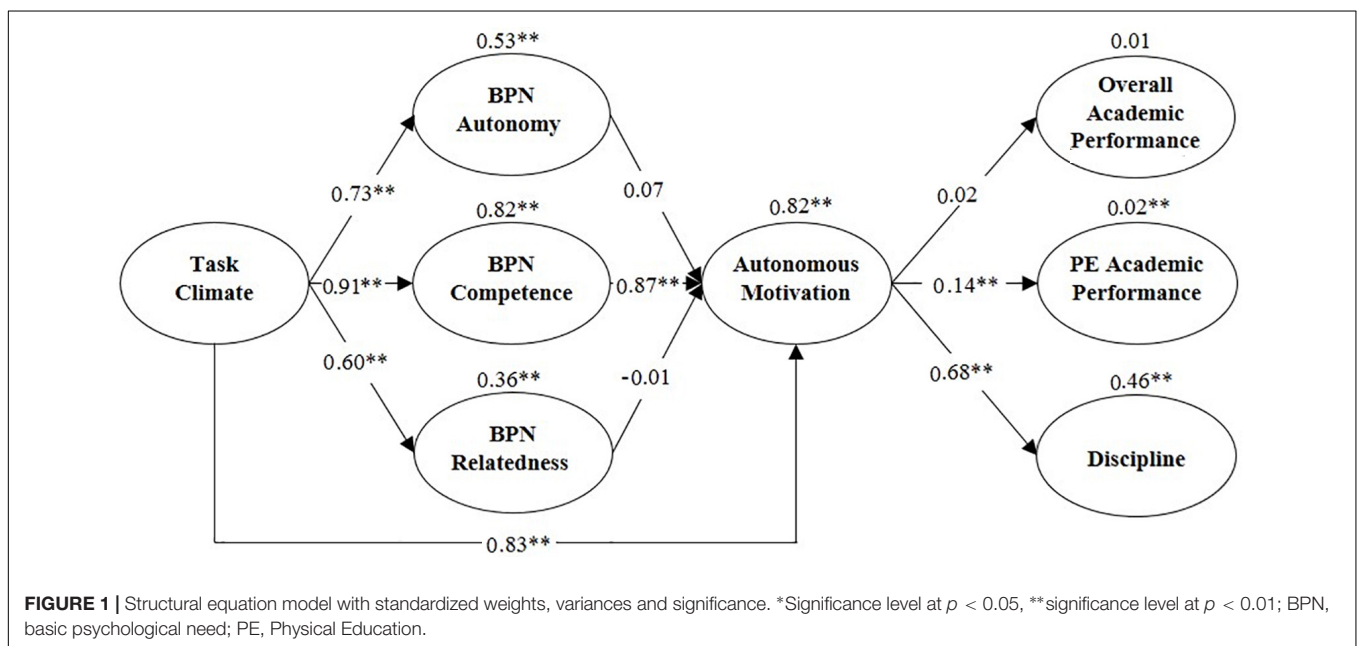 0.53**
BPN
Autonomy
0.01
Overall
Academic
Performance
0.73**
0.07
0.02
Task
Climate
0.82**
BPN
Competence
0.91**
0.87**
0.82**
Autonomous
Motivation
0.02**
PE Academic
Performance
0.14**
0.60**
-0.01
0.68**
0.36**
BPN
Relatedness
0.46**
Discipline
0.83**
FIGURE 1 | Structural equation model with standardized weights, variances and significance. *Significance level at p < 0.05, **significance level at p < 0.01; BPN,
basic psychological need; PE, Physical Education.